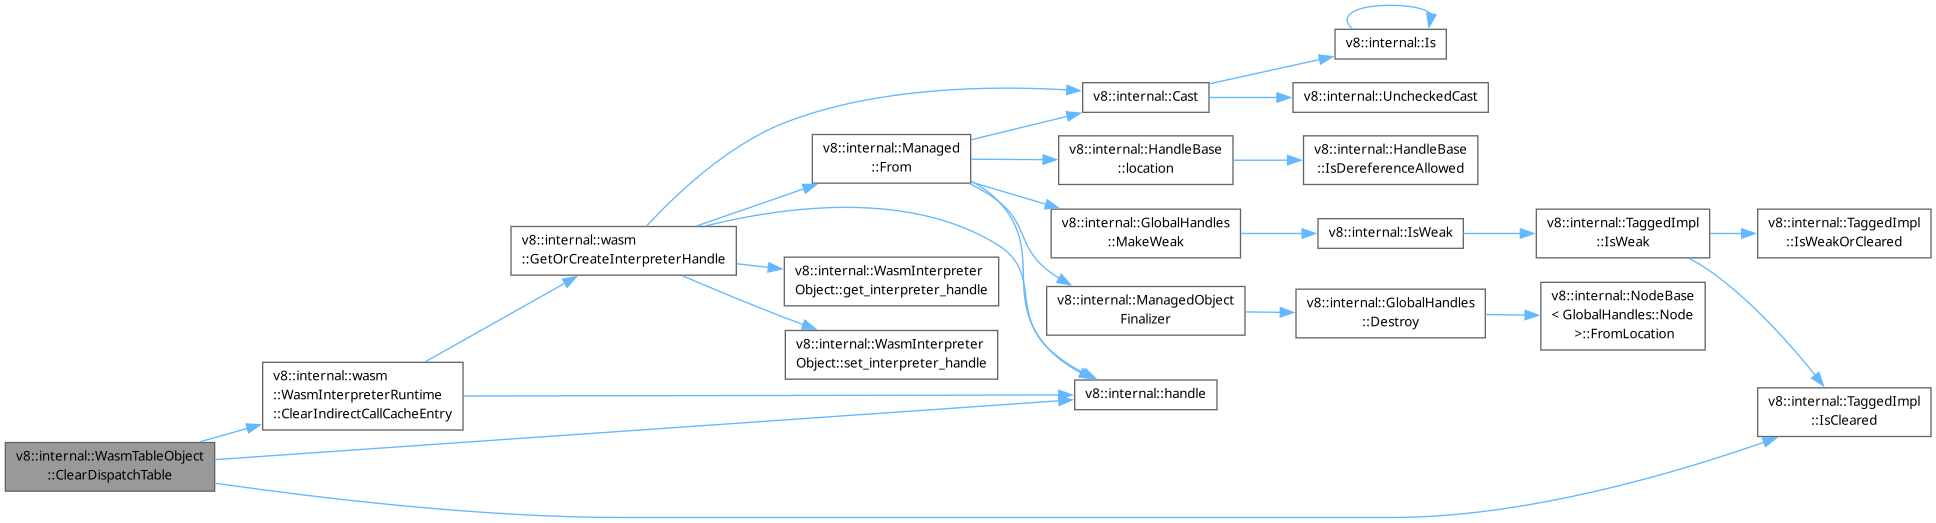 v8::internal::Is
v8::internal::Cast
v8::internal::UncheckedCast
v8::internal::Managed
::From
v8::internal::HandleBase
::location
v8::internal::HandleBase
::IsDereferenceAllowed
v8::internal::GlobalHandles
::MakeWeak
v8::internal::IsWeak
v8::internal::TaggedImpl
::IsWeak
v8::internal::TaggedImpl
::IsWeakOrCleared
v8::internal::wasm
::GetOrCreateInterpreterHandle
v8::internal::WasmInterpreter
Object::get_interpreter_handle
v8::internal::ManagedObject
Finalizer
v8::internal::GlobalHandles
::Destroy
v8::internal::NodeBase
< GlobalHandles::Node
>::FromLocation
v8::internal::WasmInterpreter
Object::set_interpreter_handle
v8::internal::wasm
::WasmInterpreterRuntime
::ClearIndirectCallCacheEntry
v8::internal::handle
v8::internal::TaggedImpl
::IsCleared
v8::internal::WasmTableObject
::ClearDispatchTable